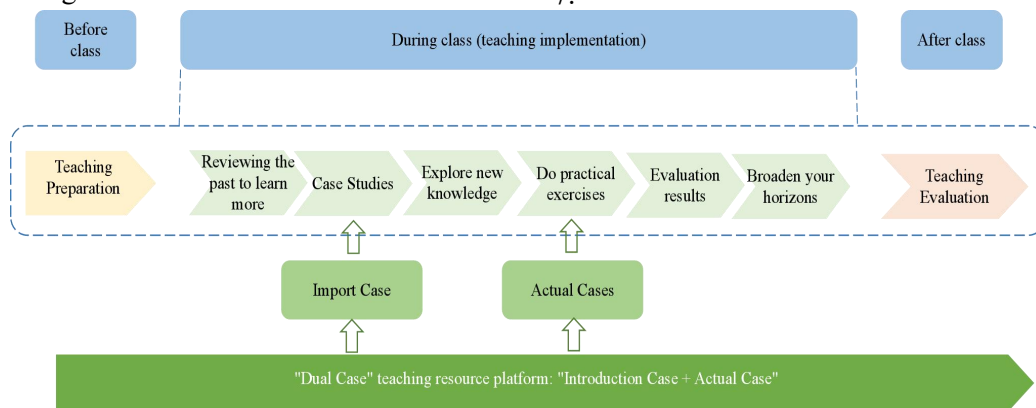 Before
class
During class (teaching implementation)
After class
Teaching
Preparation
Reviewing the
past to learn
more
Case Studies
Explore new
knowledge
Do practical
exercises
Evaluation
results
Broaden your
horizons
Teaching
Evaluation
Import Case
Actual Cases
"Dual Case" teaching resource platform: "Introduction Case + Actual Case"